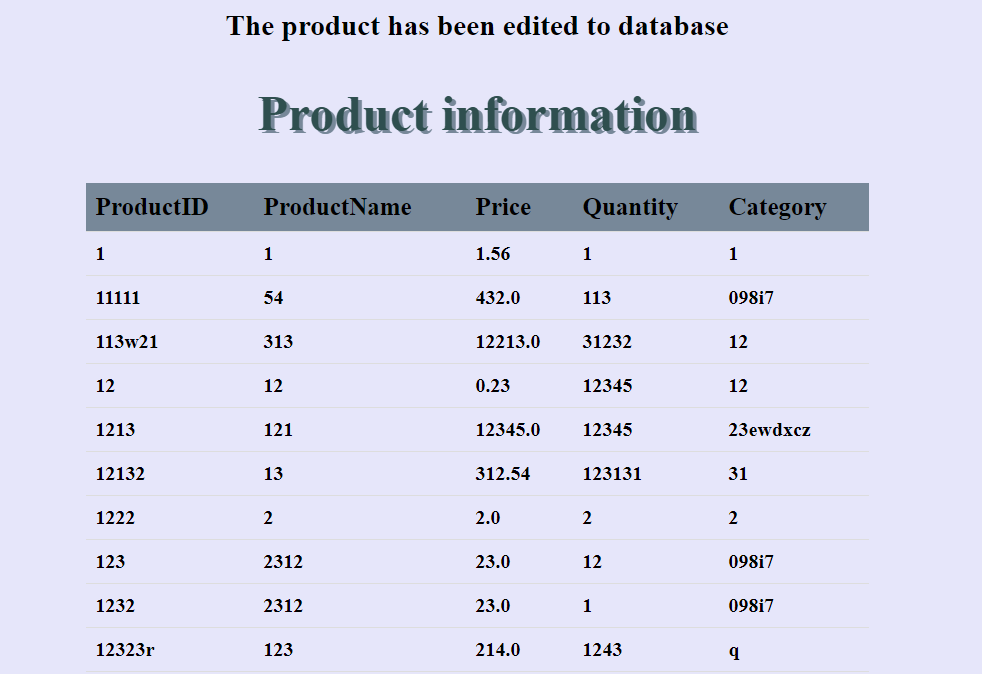 The product has been edited to database
Product information
ProductID ProductName Price Quantity Category
1 1 1.56 1 1
11111 54 432.0 113 098i7
113w21 313 12213.0 31232 12
12 12 0.23 12345 12
1213 121 12345.0 12345 23ewdxcz
12132 13 312.54 123131 31
1222 2 2.0 2 2
123 2312 23.0 12 098i7
1232 2312 23.0 1 098i7
12323r 123 214.0 1243 q